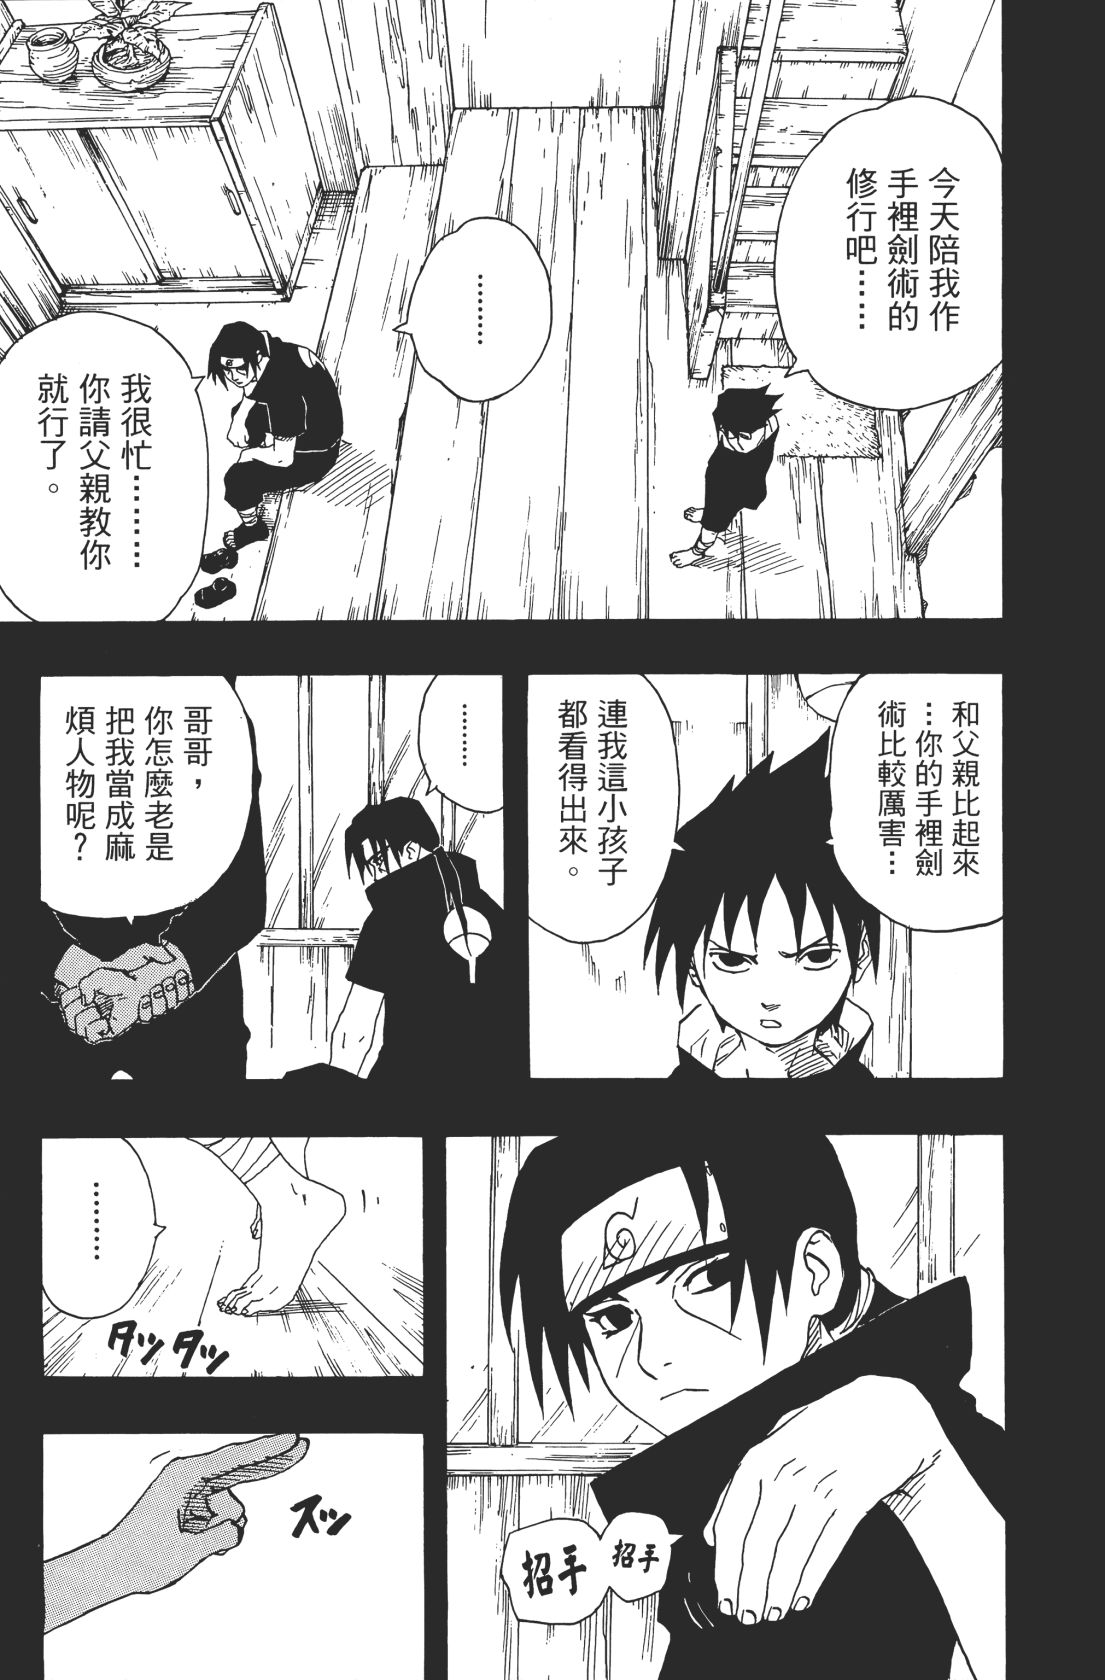 今天陪我作
手裡劍術的
修行吧……
………
我很忙………
你請父親教你
就行了。
和父親比起來
…你的手裡劍
術比較厲害…
連我這小孩子
都看得出來。
………
哥哥，
你怎麼老是
把我當成麻
煩人物呢？
招手
招手
………
タッタッ
スッ